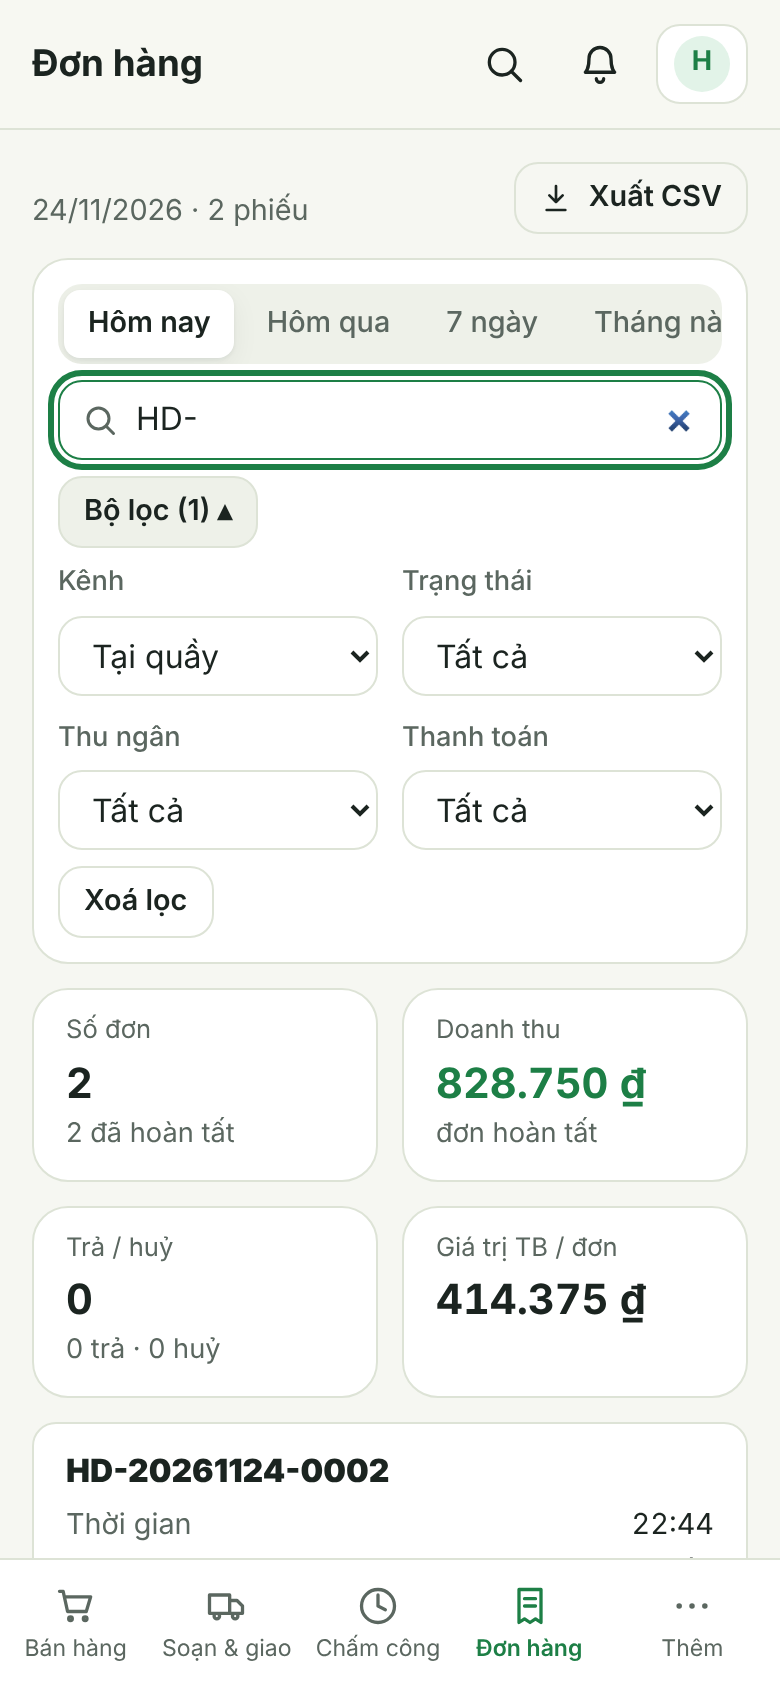 Đơn hàng
H
24/11/2026 · 2 phiếu
Xuất CSV
Hôm nay
Hôm qua
7 ngày
Tháng nà
HD-
Bộ lọc (1) ▴
Kênh
Trạng thái
Tại quầy
Tất cả
Thu ngân
Thanh toán
Tất cả
Tất cả
Xoá lọc
Số đơn
2
2 đã hoàn tất
Doanh thu
828.750 ₫
đơn hoàn tất
Trả / huỷ
0
0 trả · 0 huỷ
Giá trị TB / đơn
414.375 ₫
HD-20261124-0002
Thời gian
22:44
Bán hàng
Soạn & giao
Chấm công
Đơn hàng
Thêm